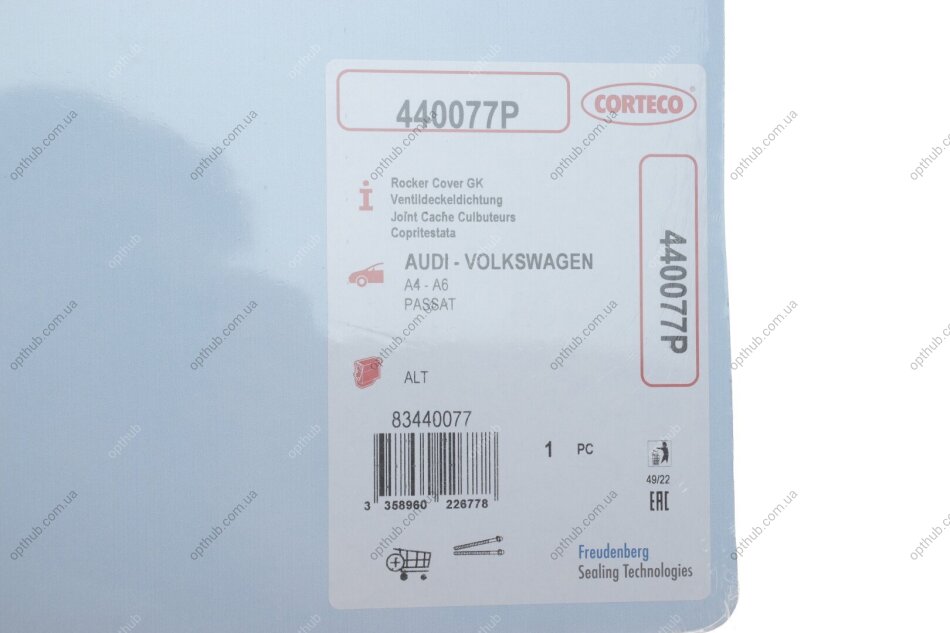 440077P
CORTECO
Rocker Cover GK
Ventildeckeldichtung
Joint Cache Culbuteurs
Copritestata
440077P
AUDI - VOLKSWAGEN
A4 - A6
PASSAT
ALT
83440077
1 PC
3 358960 226778
49/22
EAC
Freudenberg
Sealing Technologies
opthub.com.ua